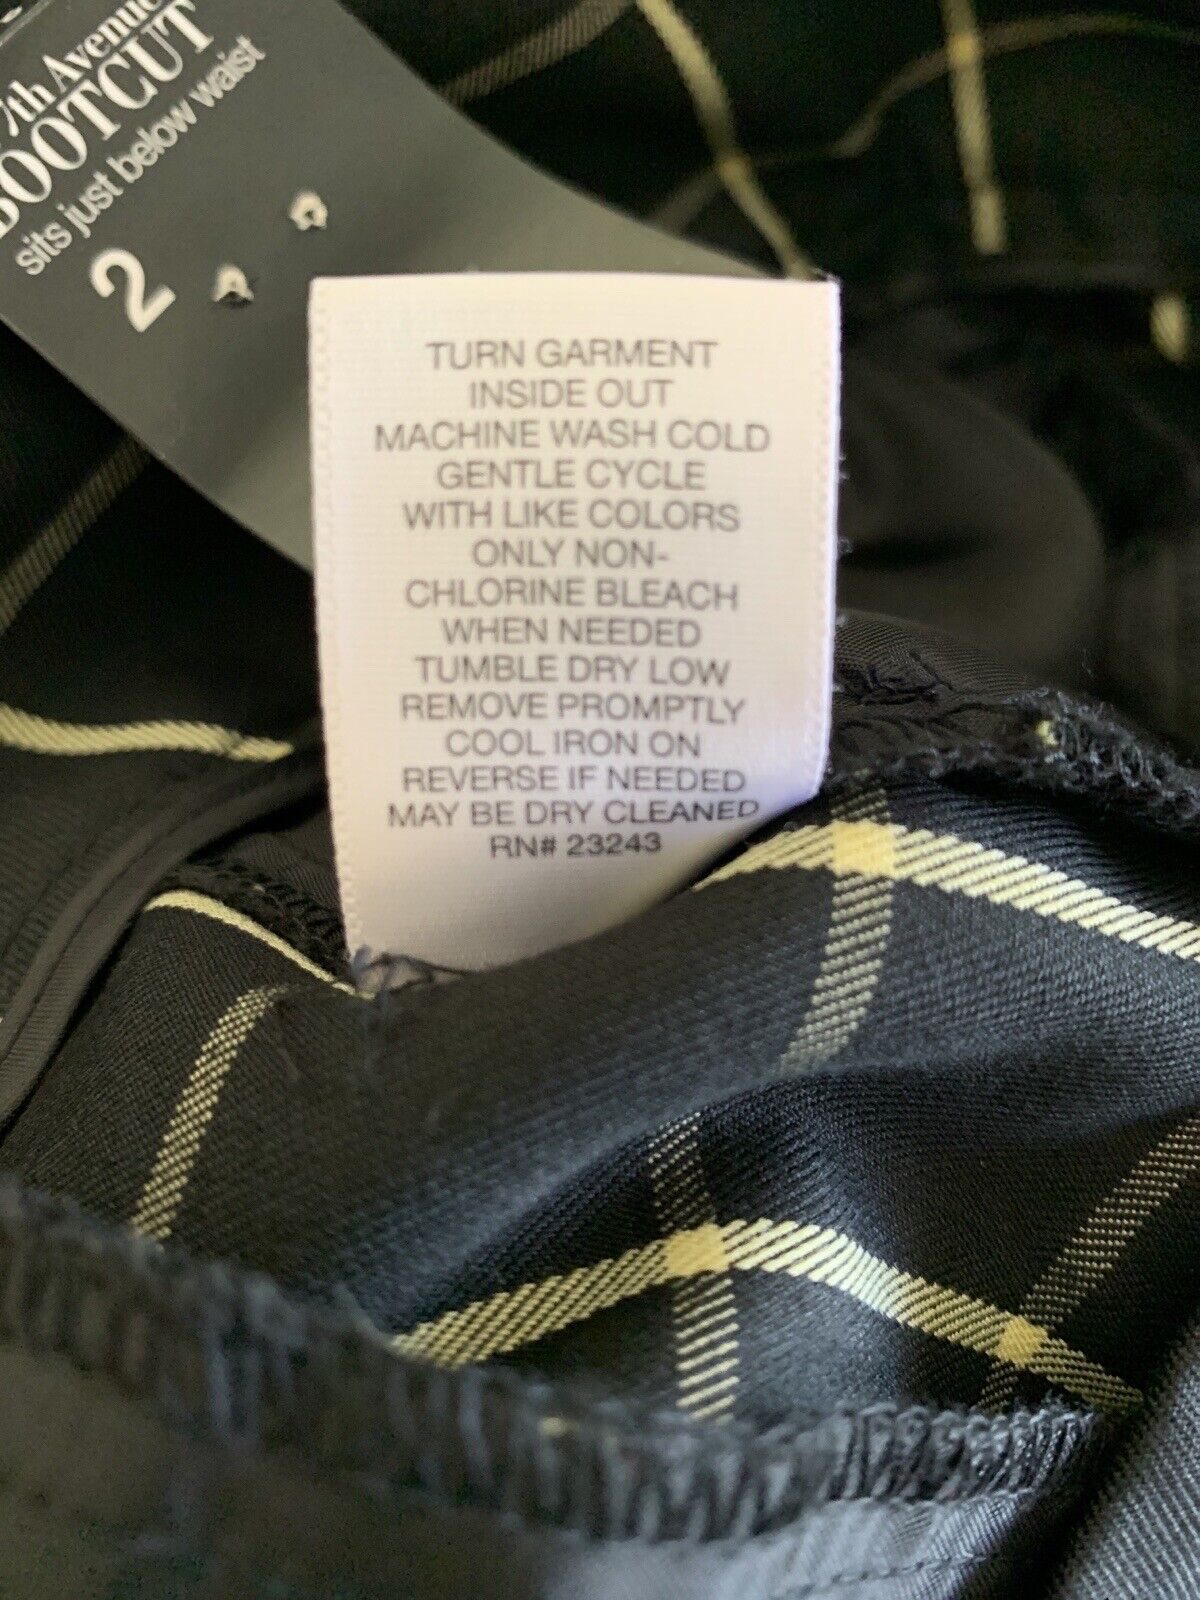 7th Avenue
BOOTCUT
sits just below waist
2
TURN GARMENT
INSIDE OUT
MACHINE WASH COLD
GENTLE CYCLE
WITH LIKE COLORS
ONLY NON-
CHLORINE BLEACH
WHEN NEEDED
TUMBLE DRY LOW
REMOVE PROMPTLY
COOL IRON ON
REVERSE IF NEEDED
MAY BE DRY CLEANED
RN# 23243